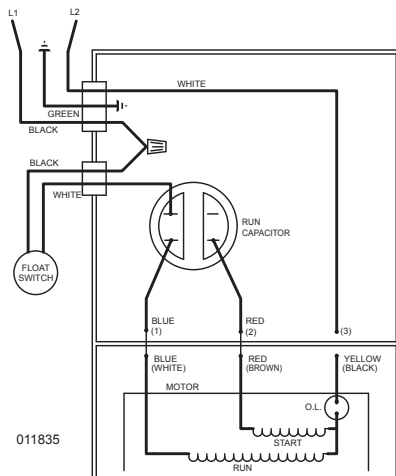 L1
L2
WHITE
GREEN
BLACK
BLACK
WHITE
FLOAT
SWITCH
RUN
CAPACITOR
BLUE
(1)
RED
(2)
(3)
BLUE
(WHITE)
RED
(BROWN)
YELLOW
(BLACK)
MOTOR
O.L.
START
RUN
011835